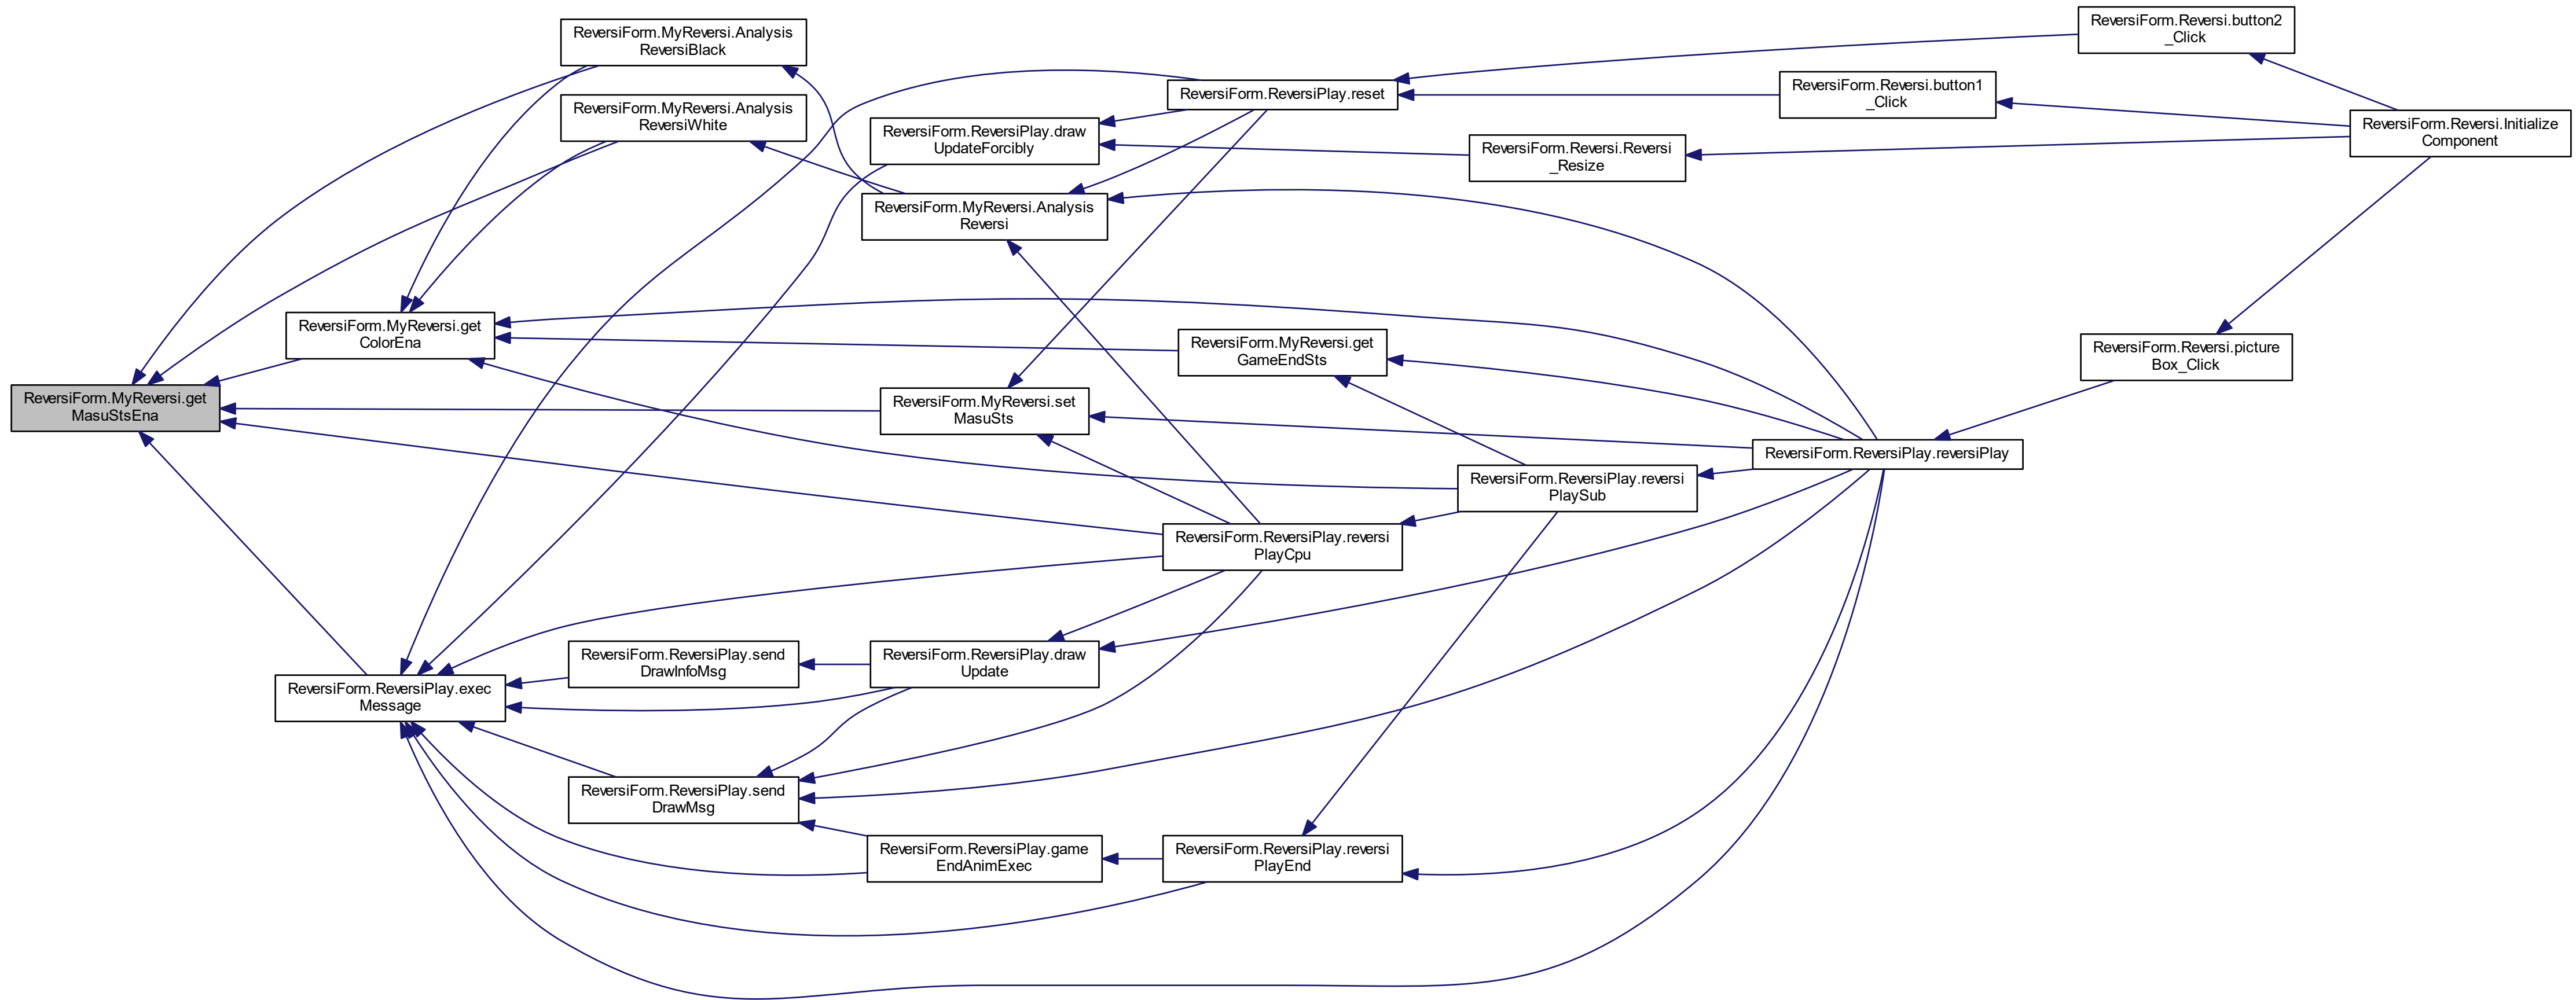 ReversiForm.MyReversi.get
MasuStsEna
ReversiForm.MyReversi.Analysis
ReversiBlack
ReversiForm.MyReversi.Analysis
ReversiWhite
ReversiForm.MyReversi.get
ColorEna
ReversiForm.ReversiPlay.exec
Message
ReversiForm.ReversiPlay.send
DrawInfoMsg
ReversiForm.ReversiPlay.send
DrawMsg
ReversiForm.ReversiPlay.draw
UpdateForcibly
ReversiForm.MyReversi.Analysis
Reversi
ReversiForm.MyReversi.set
MasuSts
ReversiForm.ReversiPlay.draw
Update
ReversiForm.ReversiPlay.game
EndAnimExec
ReversiForm.ReversiPlay.reset
ReversiForm.MyReversi.get
GameEndSts
ReversiForm.ReversiPlay.reversi
PlayCpu
ReversiForm.ReversiPlay.reversi
PlayEnd
ReversiForm.Reversi.Reversi
_Resize
ReversiForm.ReversiPlay.reversi
PlaySub
ReversiForm.Reversi.button1
_Click
ReversiForm.ReversiPlay.reversiPlay
ReversiForm.Reversi.button2
_Click
ReversiForm.Reversi.picture
Box_Click
ReversiForm.Reversi.Initialize
Component